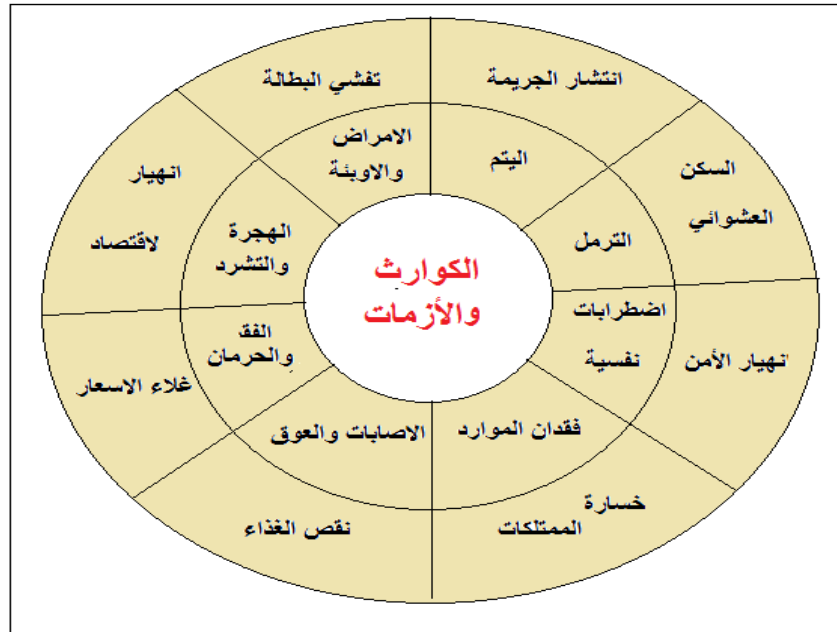 الكوارث
والأزمات
اليتم
الترمل
اضطرابات
نفسية
فقدان الموارد
الاصابات والعوق
الفق
والحرمان
الهجرة
والتشرد
الامراض
والاوبئة
انتشار الجريمة
السكن
العشوائي
انهيار الأمن
خسارة
الممتلكات
نقص الغذاء
غلاء الاسعار
انهيار
لاقتصاد
تفشي البطالة